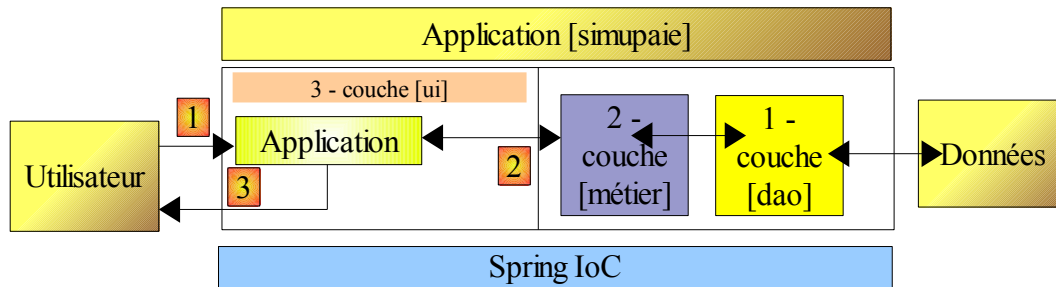 Application [simupaie]
3 - couche [ui]
1
Application
2
3
Utilisateur
2 -
couche
[métier]
1 -
couche
[dao]
Données
Spring IoC